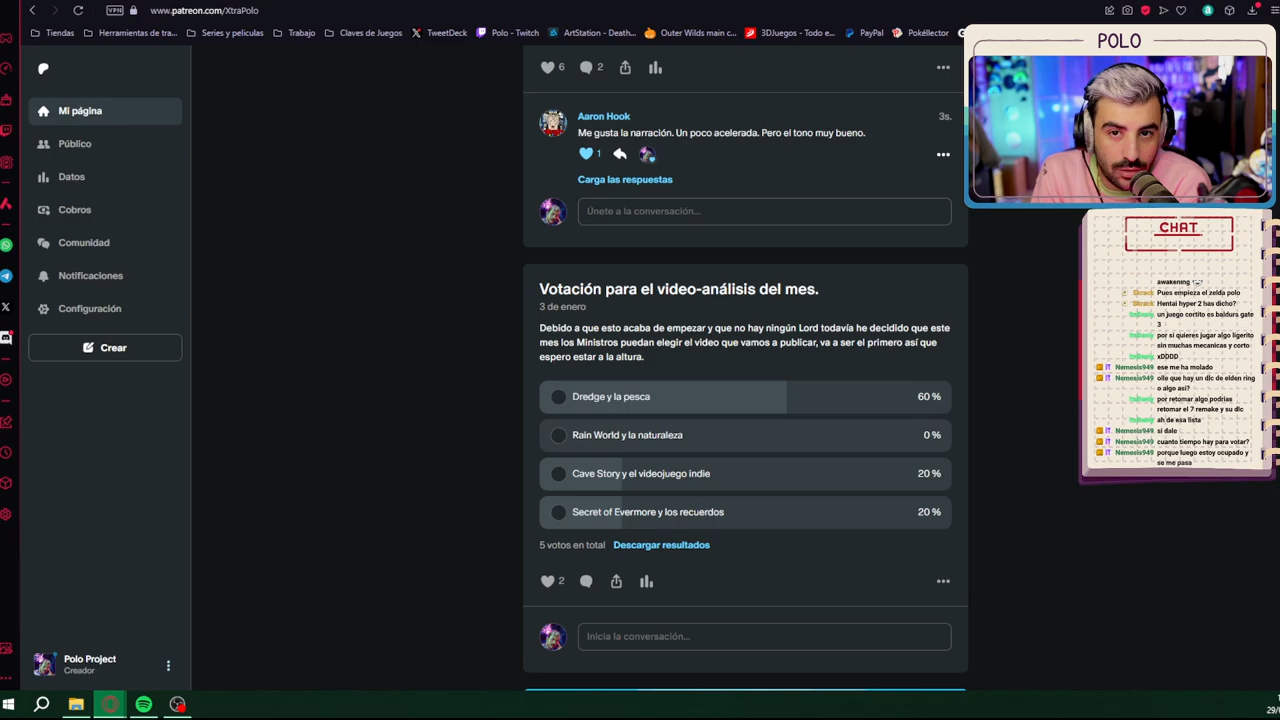 VPN
www.patreon.com/XtraPolo
Tiendas
Herramientas de tra...
Series y peliculas
Trabajo
Claves de Juegos
TweetDeck
Polo - Twitch
ArtStation - Death...
Outer Wilds main c...
3DJuegos - Todo e...
PayPal
Pokéllector
Mi página
Público
Datos
Cobros
Comunidad
Notificaciones
Configuración
Crear
Polo Project
Creador
6
2
Aaron Hook
3s.
Me gusta la narración. Un poco acelerada. Pero el tono muy bueno.
1
Carga las respuestas
Únete a la conversación...
Votación para el video-análisis del mes.
3 de enero
Debido a que esto acaba de empezar y que no hay ningún Lord todavía he decidido que este
mes los Ministros puedan elegir el video que vamos a publicar, va a ser el primero así que
espero estar a la altura.
Dredge y la pesca 60 %
Rain World y la naturaleza 0 %
Cave Story y el videojuego indie 20 %
Secret of Evermore y los recuerdos 20 %
5 votos en total Descargar resultados
2
Inicia la conversación...
POLO
CHAT
awakening
Skrack Pues empieza el zelda polo
Skrack Hentai hyper 2 has dicho?
un juego cortito es baldurs gate
3
por si quieres jugar algo ligerito
sin muchas mecanicas y corto
xDDDD
Nemesis949 ese me ha molado
Nemesis949 olle que hay un dlc de elden ring
o algo asi?
por retomar algo podrias
retomar el 7 remake y su dlc
ah de esa lista
Nemesis949 si dale
Nemesis949 cuanto tiempo hay para votar?
Nemesis949 porque luego estoy ocupado y
se me pasa